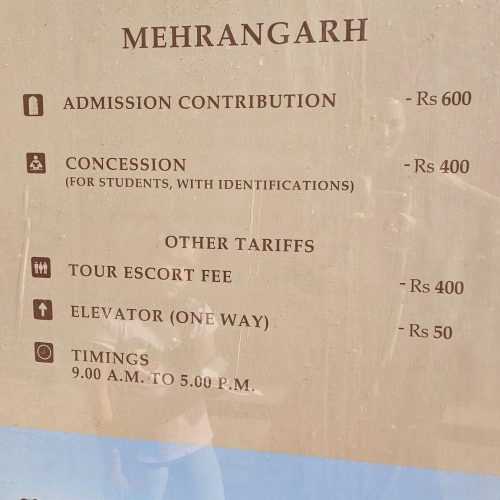 MEHRANGARH
ADMISSION CONTRIBUTION - Rs 600
CONCESSION - Rs 400
(FOR STUDENTS, WITH IDENTIFICATIONS)
OTHER TARIFFS
TOUR ESCORT FEE - Rs 400
ELEVATOR (ONE WAY) - Rs 50
TIMINGS
9.00 A.M. TO 5.00 P.M.